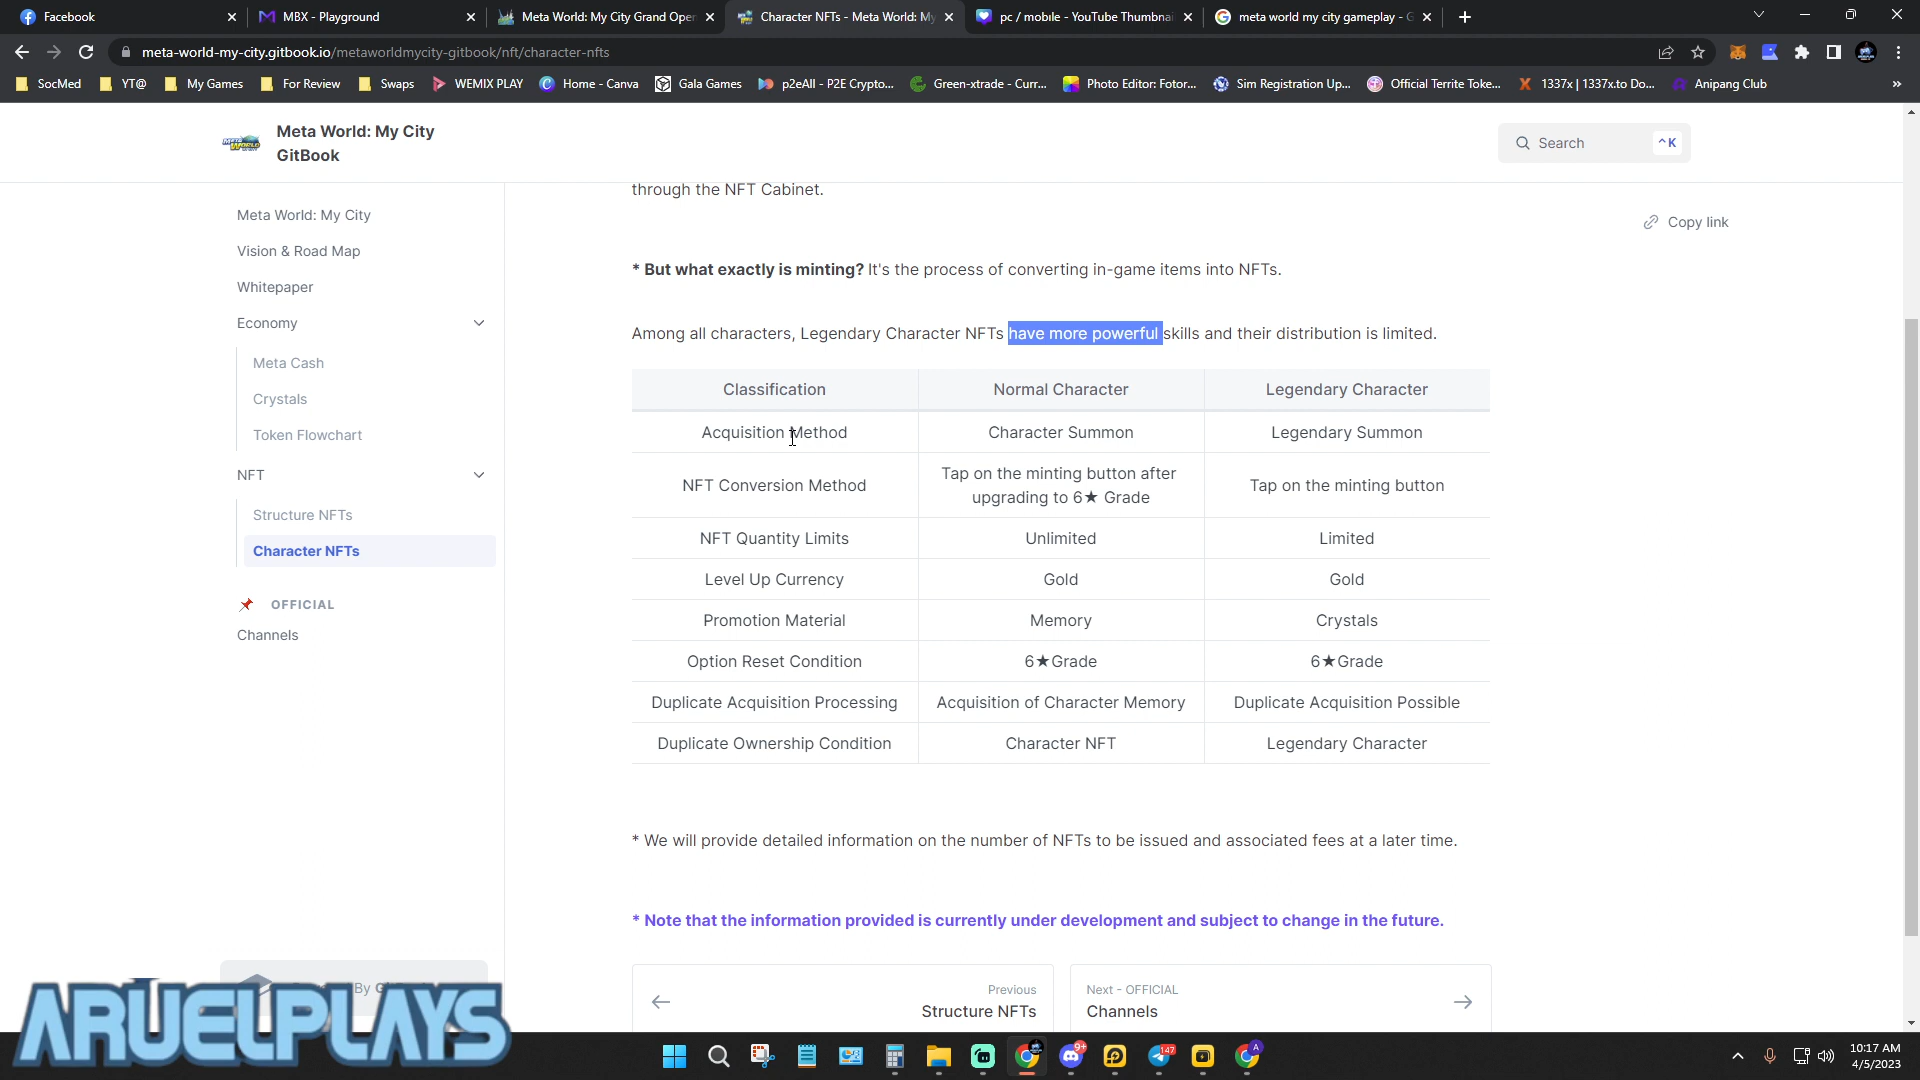 Facebook
MBX - Playground
Meta World: My City Grand Open
Character NFTs - Meta World: My
pc / mobile - YouTube Thumbnai
meta world my city gameplay - G
meta-world-my-city.gitbook.io/metaworldmycity-gitbook/nft/character-nfts
SocMed
YT@
My Games
For Review
Swaps
WEMIX PLAY
Home - Canva
Gala Games
p2eAll - P2E Crypto...
Green-xtrade - Curr...
Photo Editor: Fotor...
Sim Registration Up...
Official Territe Toke...
1337x | 1337x.to Do...
Anipang Club
»
Meta World: My City
GitBook
Search
^K
Meta World: My City
Vision & Road Map
Whitepaper
Economy
Meta Cash
Crystals
Token Flowchart
NFT
Structure NFTs
Character NFTs
OFFICIAL
Channels
through the NFT Cabinet.
Copy link
* But what exactly is minting? It's the process of converting in-game items into NFTs.
Among all characters, Legendary Character NFTs have more powerful skills and their distribution is limited.
Classification Normal Character Legendary Character
Acquisition Method Character Summon Legendary Summon
NFT Conversion Method Tap on the minting button after upgrading to 6★ Grade Tap on the minting button
NFT Quantity Limits Unlimited Limited
Level Up Currency Gold Gold
Promotion Material Memory Crystals
Option Reset Condition 6★Grade 6★Grade
Duplicate Acquisition Processing Acquisition of Character Memory Duplicate Acquisition Possible
Duplicate Ownership Condition Character NFT Legendary Character
* We will provide detailed information on the number of NFTs to be issued and associated fees at a later time.
* Note that the information provided is currently under development and subject to change in the future.
Previous
Structure NFTs
Next - OFFICIAL
Channels
By
ARUELPLAYS
9+
147
A
10:17 AM
4/5/2023